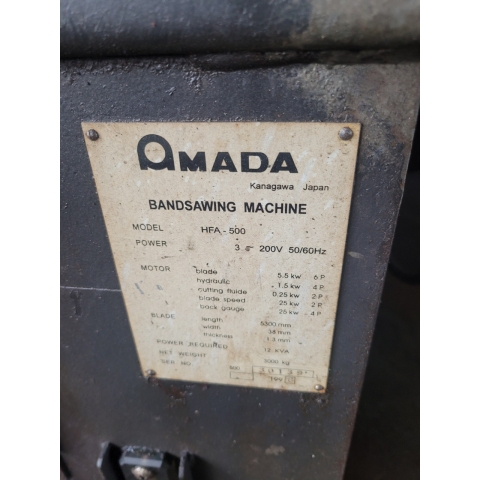 AMADA
Kanagawa Japan
BANDSAWING MACHINE
MODEL HFA - 500
POWER 3 ~ 200V 50/60Hz
MOTOR blade 5.5 kw 6 P
hydraulic 1.5 kw 4 P
cutting fluide 0.25 kw 2 P
blade speed 25 kw 2 P
back gauge 25 kw 4 P
BLADE length 5300 mm
width mm
thickness 1.3 mm
POWER REQUIRED 12 KVA
NET WEIGHT kg
SER NO